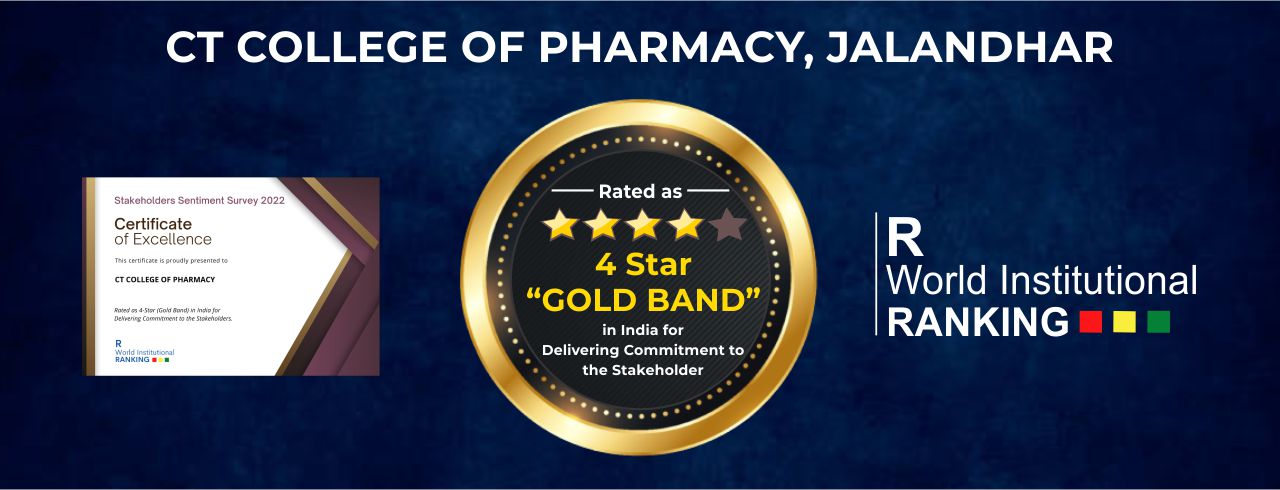 CT COLLEGE OF PHARMACY, JALANDHAR
Stakeholders Sentiment Survey 2022
Certificate
of Excellence
This certificate is proudly presented to
CT COLLEGE OF PHARMACY
Rated as 4-Star (Gold Band) in India for
Delivering Commitment to the Stakeholders.
R
World Institutional
RANKING
Rated as
4 Star
“GOLD BAND”
in India for
Delivering Commitment to
the Stakeholder
R
World Institutional
RANKING